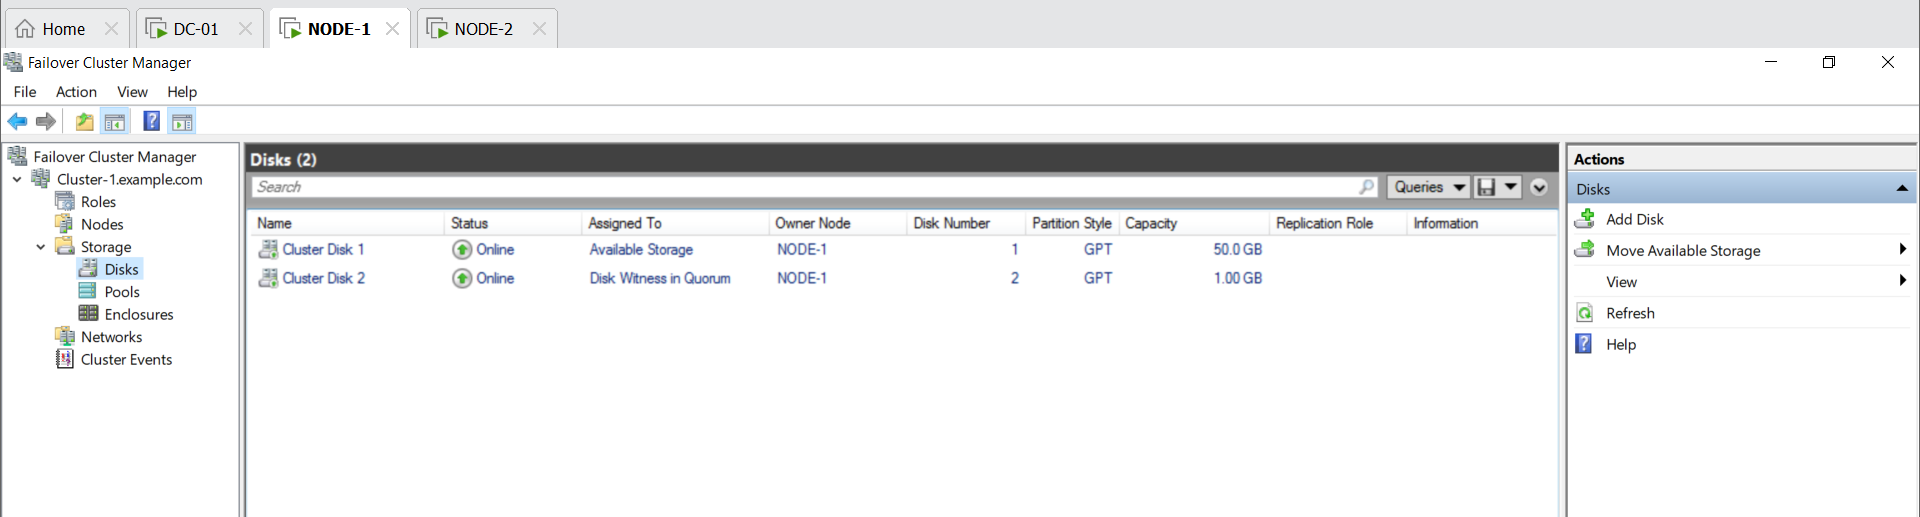 Home DC-01 NODE-1 NODE-2
Failover Cluster Manager
File Action View Help
Failover Cluster Manager
Cluster-1.example.com
Roles
Nodes
Storage
Disks
Pools
Enclosures
Networks
Cluster Events
Disks (2)
Search Queries
Name Status Assigned To Owner Node Disk Number Partition Style Capacity Replication Role Information
Cluster Disk 1 Online Available Storage NODE-1 1 GPT 50.0 GB
Cluster Disk 2 Online Disk Witness in Quorum NODE-1 2 GPT 1.00 GB
Actions
Disks
Add Disk
Move Available Storage
View
Refresh
Help